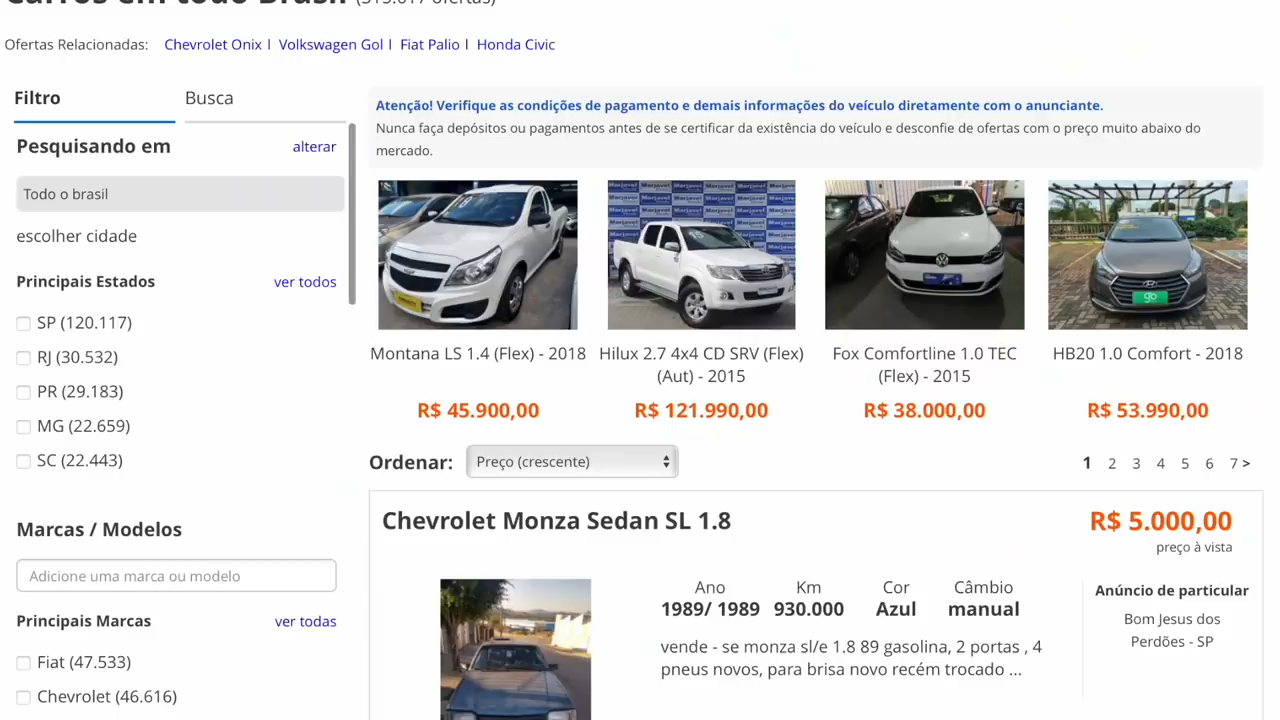 Carros em todo Brasil
Ofertas Relacionadas: Chevrolet Onix | Volkswagen Gol | Fiat Palio | Honda Civic
Filtro
Busca
Pesquisando em
alterar
Todo o brasil
escolher cidade
Principais Estados
ver todos
SP (120.117)
RJ (30.532)
PR (29.183)
MG (22.659)
SC (22.443)
Marcas / Modelos
Adicione uma marca ou modelo
Principais Marcas
ver todas
Fiat (47.533)
Chevrolet (46.616)
Atenção! Verifique as condições de pagamento e demais informações do veículo diretamente com o anunciante.
Nunca faça depósitos ou pagamentos antes de se certificar da existência do veículo e desconfie de ofertas com o preço muito abaixo do
mercado.
Montana LS 1.4 (Flex) - 2018
R$ 45.900,00
Hilux 2.7 4x4 CD SRV (Flex)
(Aut) - 2015
R$ 121.990,00
Fox Comfortline 1.0 TEC
(Flex) - 2015
R$ 38.000,00
go
HB20 1.0 Comfort - 2018
R$ 53.990,00
Ordenar:
Preço (crescente)
1 2 3 4 5 6 7 >
Chevrolet Monza Sedan SL 1.8
R$ 5.000,00
preço à vista
Ano
1989/ 1989
Km
930.000
Cor
Azul
Câmbio
manual
vende - se monza sl/e 1.8 89 gasolina, 2 portas , 4
pneus novos, para brisa novo recém trocado ...
Anúncio de particular
Bom Jesus dos
Perdões - SP